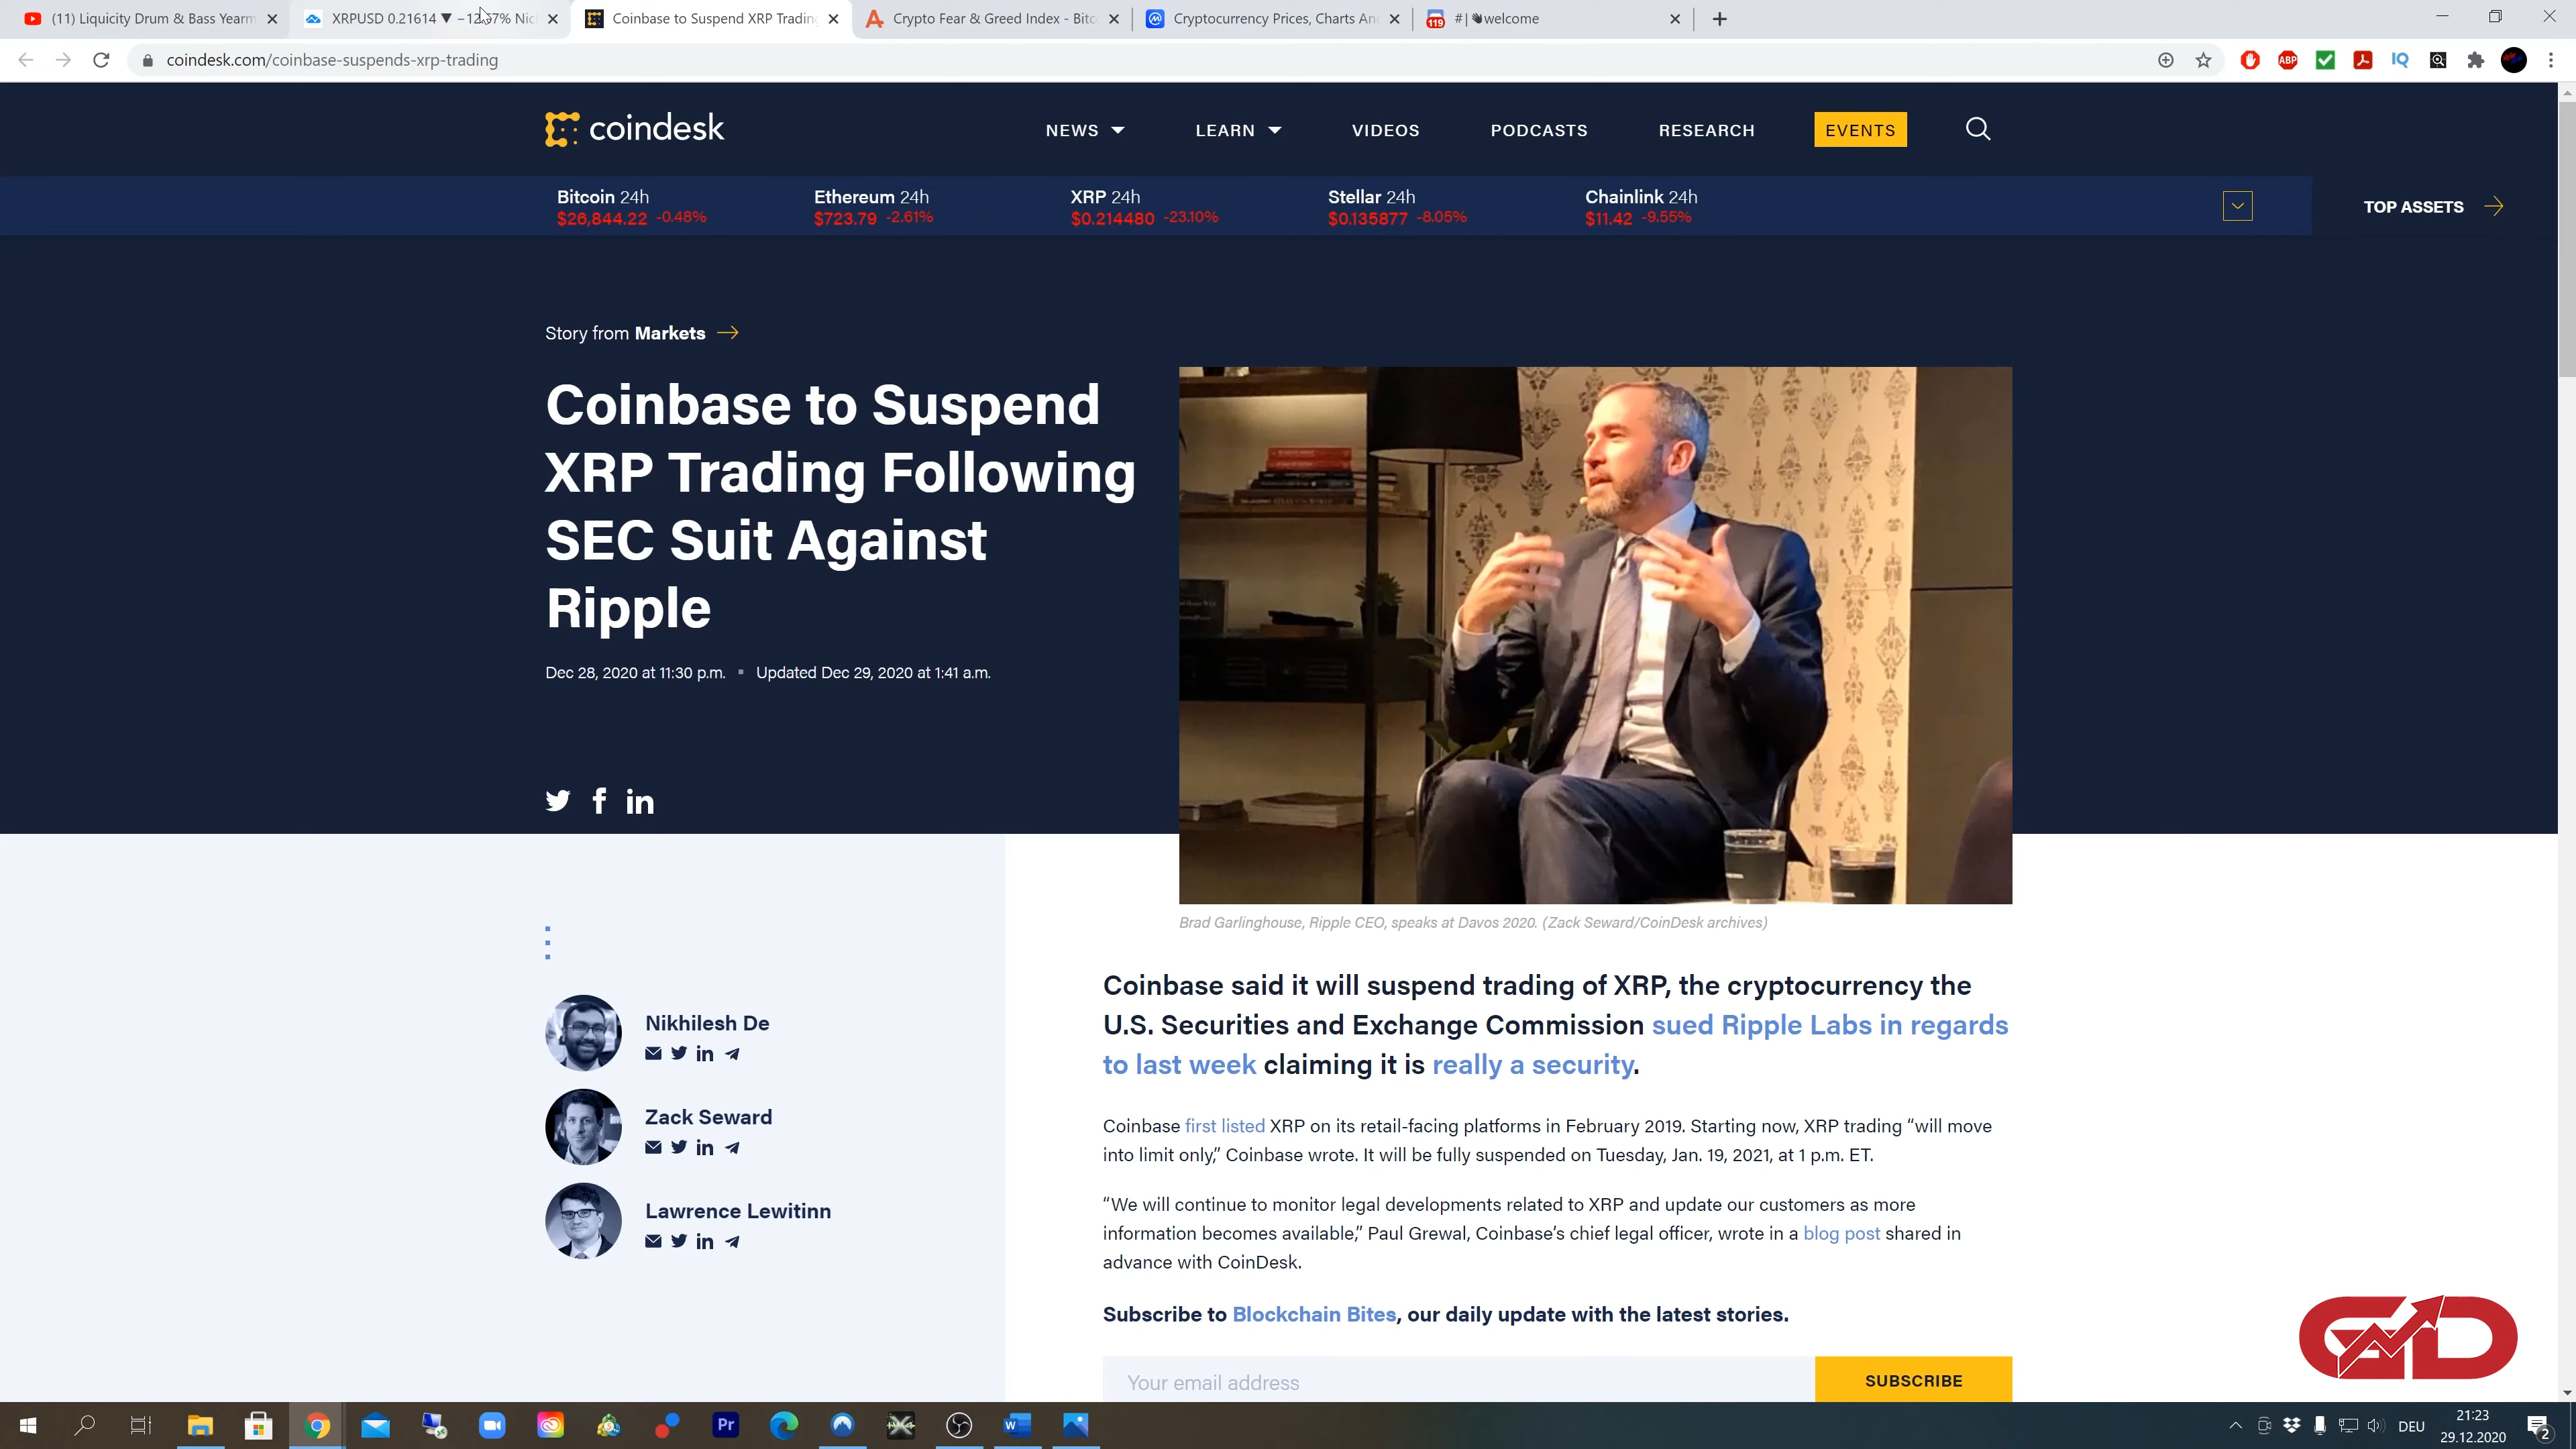 (11) Liquicity Drum & Bass Yearm
XRPUSD 0.21614 ▼ −12.
7% Nic
Coinbase to Suspend XRP Trading
Crypto Fear & Greed Index - Bitc
Cryptocurrency Prices, Charts An
119
# | 👋welcome
coindesk.com/coinbase-suspends-xrp-trading
ABP
IQ
coindesk
NEWS
LEARN
VIDEOS
PODCASTS
RESEARCH
EVENTS
Bitcoin 24h
$26,844.22 -0.48%
Ethereum 24h
$723.79 -2.61%
XRP 24h
$0.214480 -23.10%
Stellar 24h
$0.135877 -8.05%
Chainlink 24h
$11.42 -9.55%
TOP ASSETS
Story from Markets
Coinbase to Suspend
XRP Trading Following
SEC Suit Against
Ripple
Dec 28, 2020 at 11:30 p.m. ▪ Updated Dec 29, 2020 at 1:41 a.m.
Brad Garlinghouse, Ripple CEO, speaks at Davos 2020. (Zack Seward/CoinDesk archives)
Nikhilesh De
Zack Seward
Lawrence Lewitinn
Coinbase said it will suspend trading of XRP, the cryptocurrency the
U.S. Securities and Exchange Commission sued Ripple Labs in regards
to last week claiming it is really a security.
Coinbase first listed XRP on its retail-facing platforms in February 2019. Starting now, XRP trading “will move
into limit only,” Coinbase wrote. It will be fully suspended on Tuesday, Jan. 19, 2021, at 1 p.m. ET.
“We will continue to monitor legal developments related to XRP and update our customers as more
information becomes available,” Paul Grewal, Coinbase’s chief legal officer, wrote in a blog post shared in
advance with CoinDesk.
Subscribe to Blockchain Bites, our daily update with the latest stories.
Your email address
SUBSCRIBE
GD
Pr
W
DEU
21:23
29.12.2020
2